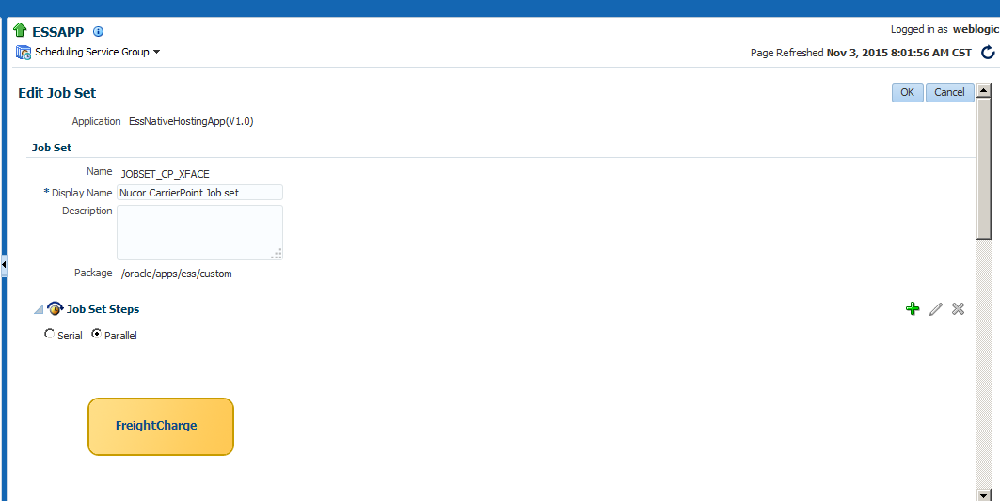 ESSAPP
Logged in as weblogic
Scheduling Service Group
Page Refreshed Nov 3, 2015 8:01:56 AM CST
Edit Job Set
OK Cancel
Application EssNativeHostingApp(V1.0)
Job Set
Name JOBSET_CP_XFACE
* Display Name Nucor CarrierPoint Job set
Description
Package /oracle/apps/ess/custom
Job Set Steps
Serial Parallel
FreightCharge